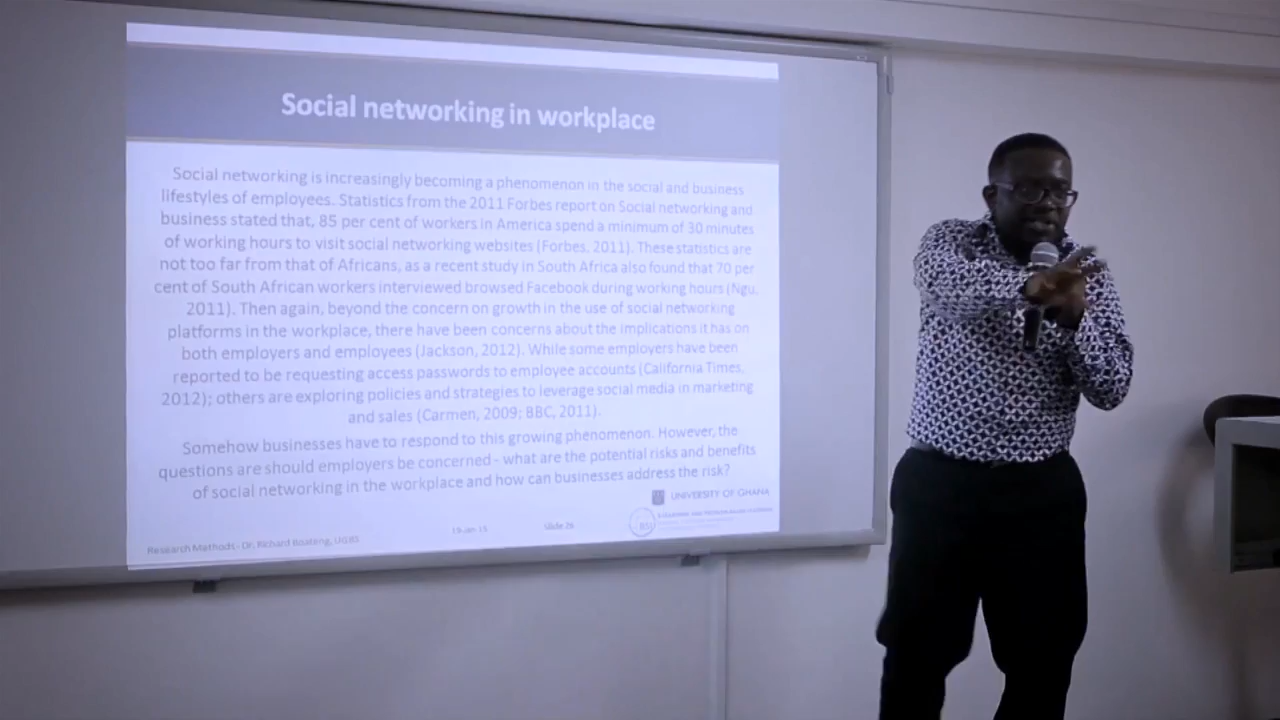 Social networking in workplace
Social networking is increasingly becoming a phenomenon in the social and business
lifestyles of employees. Statistics from the 2011 Forbes report on Social networking and
business stated that, 85 per cent of workers in America spend a minimum of 30 minutes
of working hours to visit social networking websites (Forbes, 2011). These statistics are
not too far from that of Africans, as a recent study in South Africa also found that 70 per
cent of South African workers interviewed browsed Facebook during working hours (Ngu,
2011). Then again, beyond the concern on growth in the use of social networking
platforms in the workplace, there have been concerns about the implications it has on
both employers and employees (Jackson, 2012). While some employers have been
reported to be requesting access passwords to employee accounts (California Times,
2012); others are exploring policies and strategies to leverage social media in marketing
and sales (Carmen, 2009; BBC, 2011).
Somehow businesses have to respond to this growing phenomenon. However, the
questions are should employers be concerned - what are the potential risks and benefits
of social networking in the workplace and how can businesses address the risk?
UNIVERSITY OF GHANA
Research Methods - Dr. Richard Boateng, UGBS
Slide 26